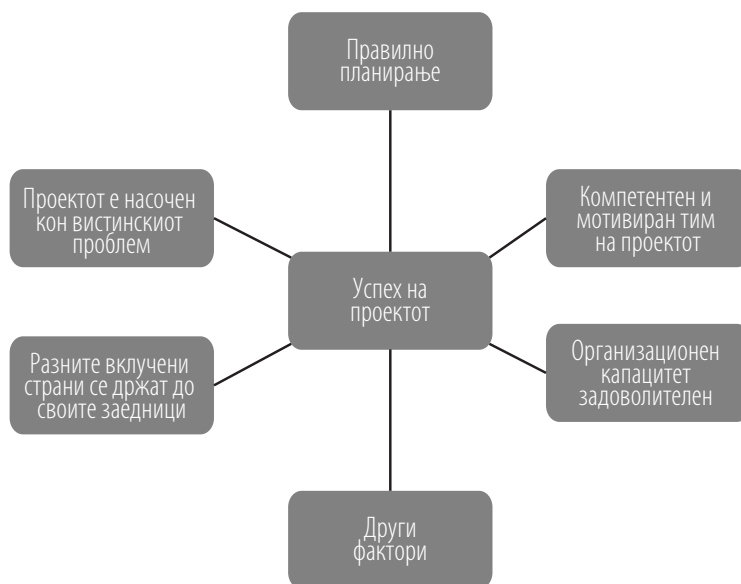 Правилно
планирање
Проектот е насочен
кон вистинскиот
проблем
Компетентен и
мотивиран тим
на проектот
Успех на
проектот
Разните вклучени
страни се држат до
своите заедници
Организационен
капацитет
задоволителен
Други
фактори